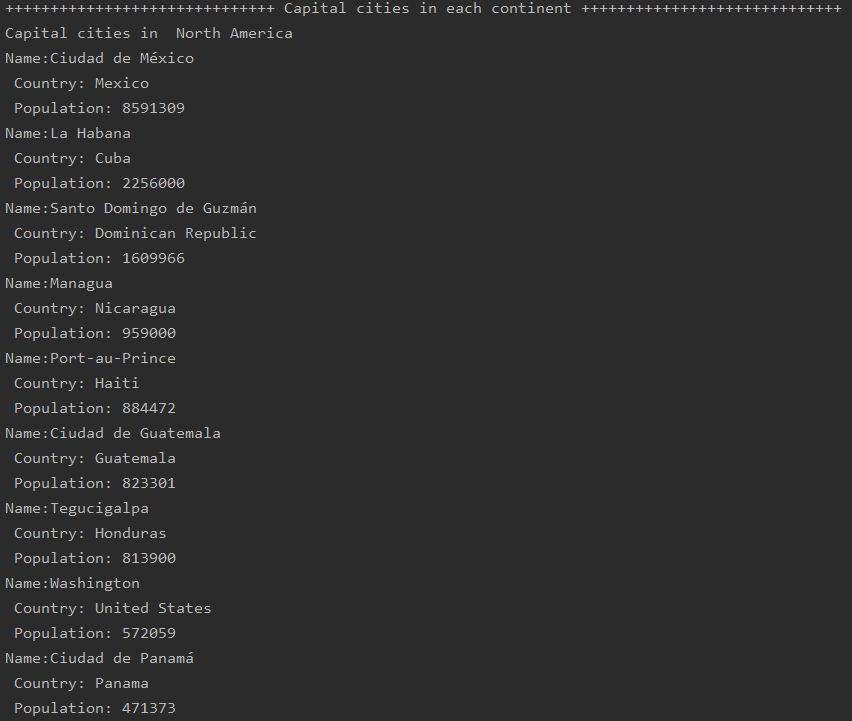 ++++++++++++++++++++++++++++++ Capital cities in each continent +++++++++++++++++++++++++++++
Capital cities in  North America
Name:Ciudad de México
 Country: Mexico
 Population: 8591309
Name:La Habana
 Country: Cuba
 Population: 2256000
Name:Santo Domingo de Guzmán
 Country: Dominican Republic
 Population: 1609966
Name:Managua
 Country: Nicaragua
 Population: 959000
Name:Port-au-Prince
 Country: Haiti
 Population: 884472
Name:Ciudad de Guatemala
 Country: Guatemala
 Population: 823301
Name:Tegucigalpa
 Country: Honduras
 Population: 813900
Name:Washington
 Country: United States
 Population: 572059
Name:Ciudad de Panamá
 Country: Panama
 Population: 471373